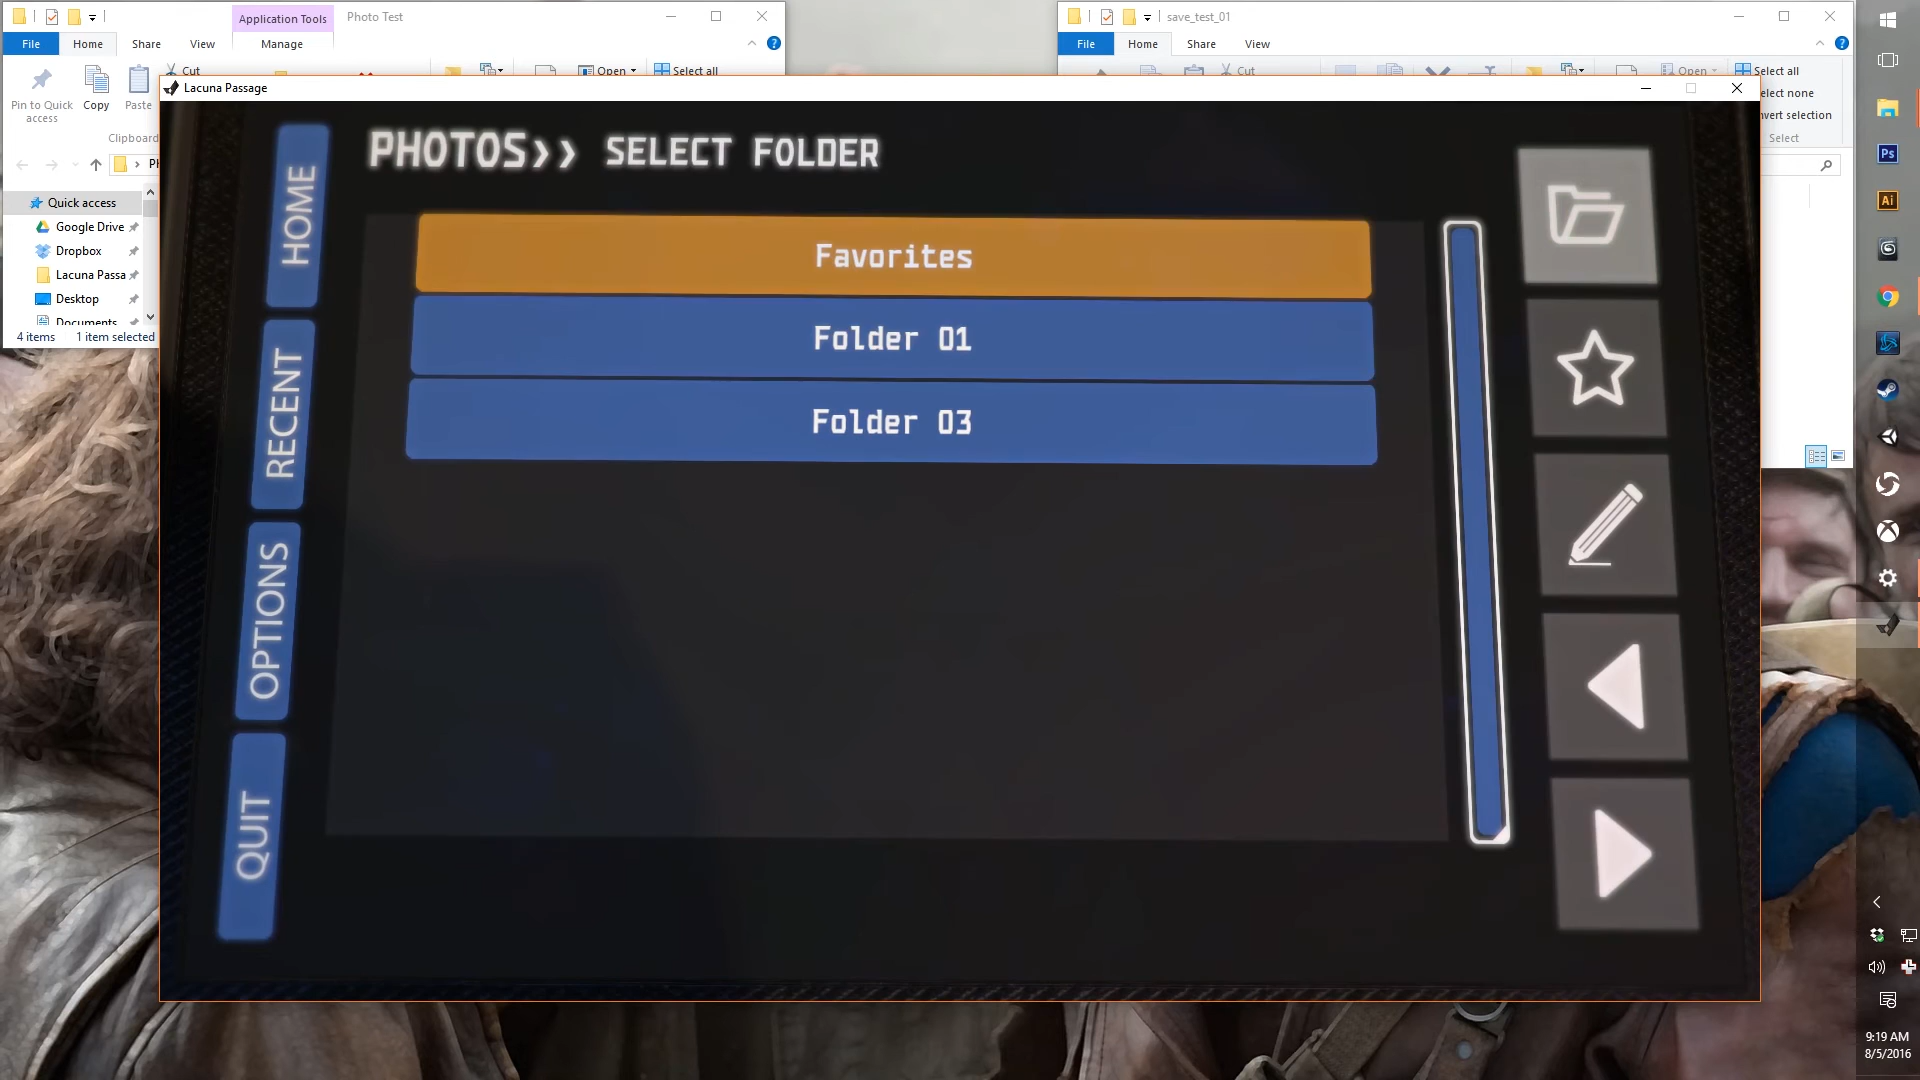 Application Tools
Photo Test
File
Home
Share
View
Manage
Cut
Open
Select all
Pin to Quick
access
Copy
Paste
Clipboard
Quick access
Google Drive
Dropbox
Lacuna Passa
Desktop
Documents
4 items
1 item selected
save_test_01
File
Home
Share
View
Cut
Open
Select all
elect none
nvert selection
Select
Lacuna Passage
PHOTOS>> SELECT FOLDER
HOME
RECENT
OPTIONS
QUIT
Favorites
Folder 01
Folder 03
Ps
Ai
9:19 AM
8/5/2016